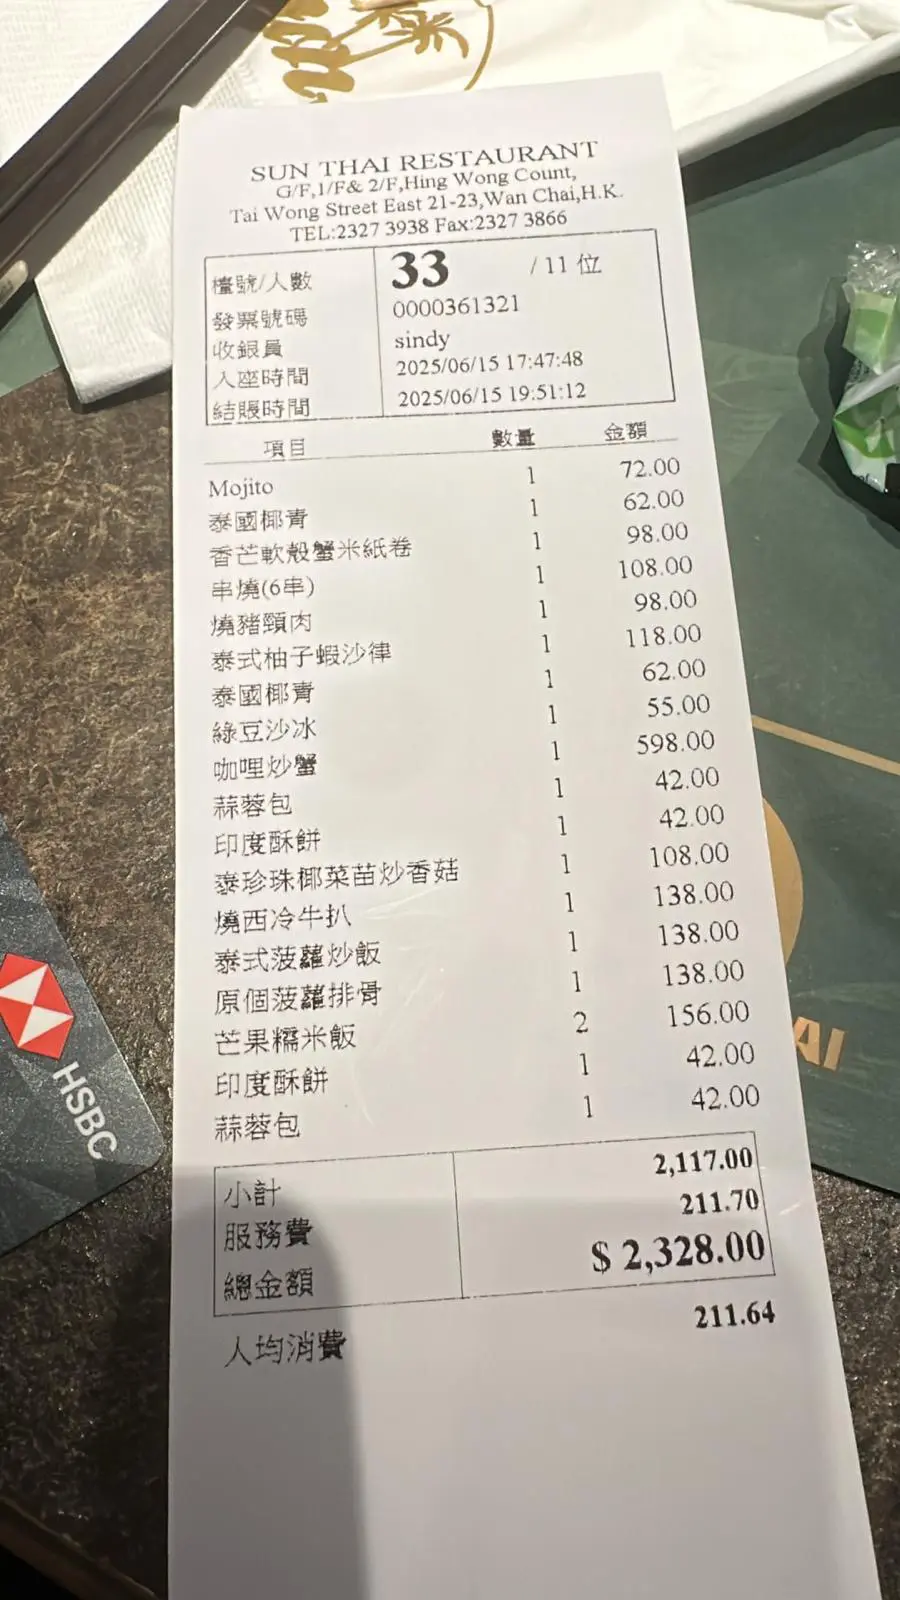 SUN THAI RESTAURANT
G/F,1/F& 2/F,Hing Wong Count,
Tai Wong Street East 21-23,Wan Chai,H.K.
TEL:2327 3938 Fax:2327 3866
檯號/人數 33 / 11 位
發票號碼 0000361321
收銀員 sindy
入座時間 2025/06/15 17:47:48
結賬時間 2025/06/15 19:51:12
項目 數量 金額
Mojito 1 72.00
泰國椰青 1 62.00
香芒軟殼蟹米紙卷 1 98.00
串燒(6串) 1 108.00
燒豬頸肉 1 98.00
泰式柚子蝦沙律 1 118.00
泰國椰青 1 62.00
綠豆沙冰 1 55.00
咖哩炒蟹 1 598.00
蒜蓉包 1 42.00
印度酥餅 1 42.00
泰珍珠椰菜苗炒香菇 1 108.00
燒西冷牛扒 1 138.00
泰式菠蘿炒飯 1 138.00
原個菠蘿排骨 1 138.00
芒果糯米飯 2 156.00
印度酥餅 1 42.00
蒜蓉包 1 42.00
小計 2,117.00
服務費 211.70
總金額 $ 2,328.00
人均消費 211.64
HSBC
AI